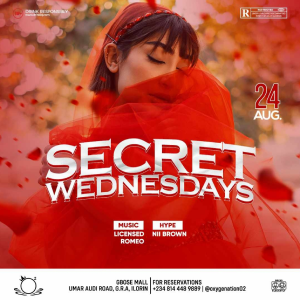 R
24
AUG.
SECRET
WEDNESDAYS
MUSIC
LICENSED
ROMEO
HYPE
NII BROWN
GBOSE MALL
UMAR AUDI ROAD, G.R.A, ILORIN
FOR RESERVATIONS
+234 814 448 9889 | @oxygenation02